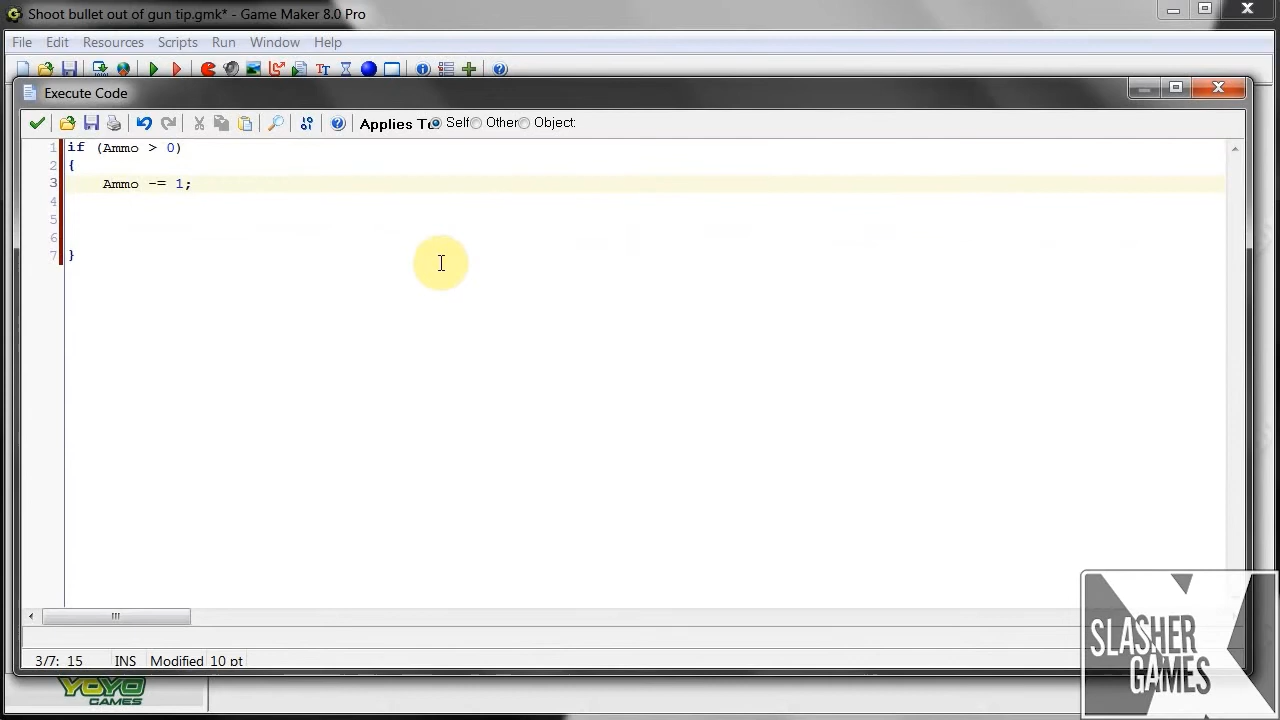 Shoot bullet out of gun tip.gmk* - Game Maker 8.0 Pro
File Edit Resources Scripts Run Window Help
Execute Code
Applies To Self Other Object:
1 if (Ammo > 0)
2 {
3 Ammo -= 1;
4
5
6
7 }
3/7: 15 INS Modified 10 pt
YOYO
GAMES
SLASHER
GAMES